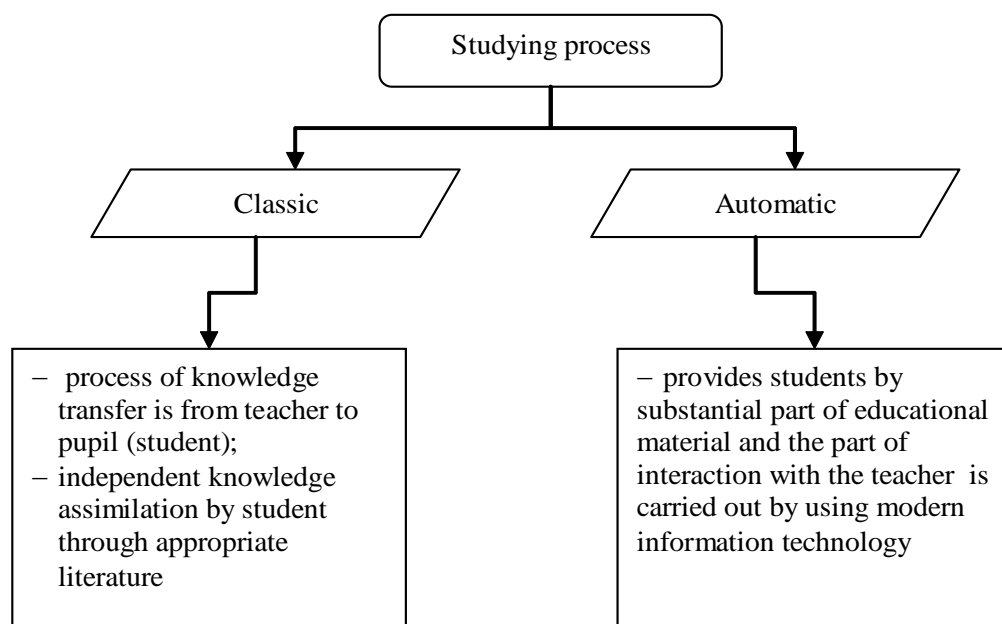 Studying process
Classic
Automatic
– process of knowledge
transfer is from teacher to
pupil (student);
– independent knowledge
assimilation by student
through appropriate
literature
– provides students by
substantial part of educational
material and the part of
interaction with the teacher is
carried out by using modern
information technology